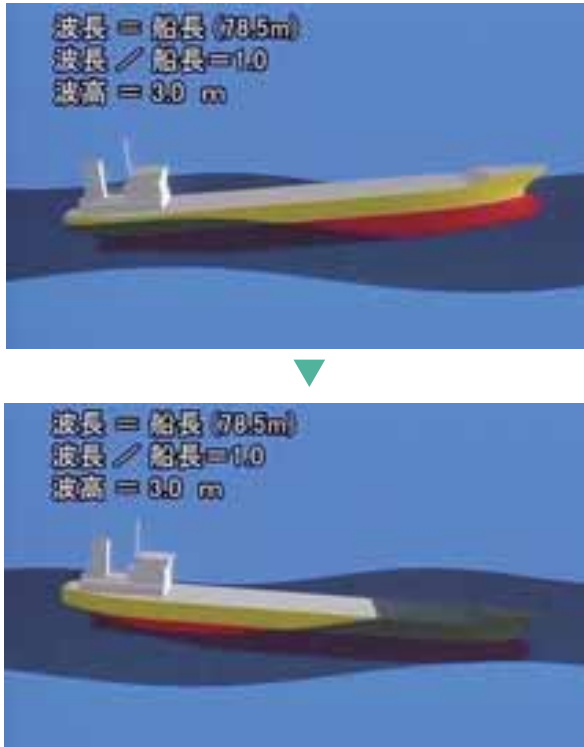 波長 = 船長 (78.5m)
波長 / 船長=1.0
波高 = 3.0 m
波長 = 船長 (78.5m)
波長 / 船長=1.0
波高 = 3.0 m